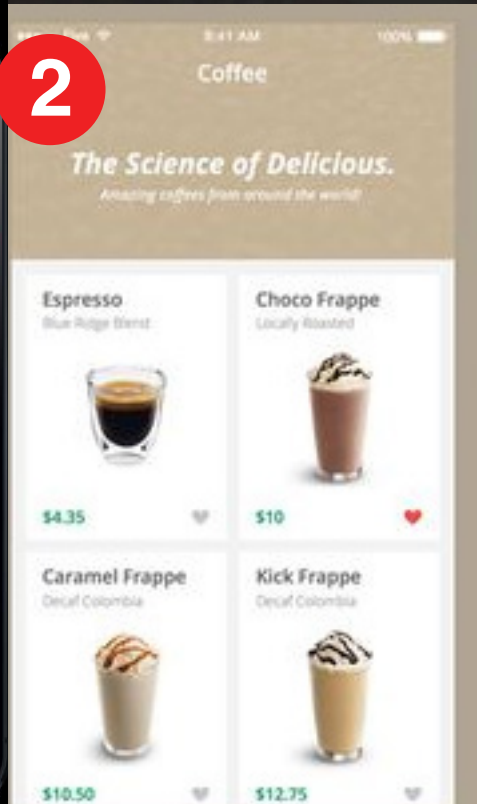 8:41 AM 100%
2
Coffee
The Science of Delicious.
Amazing coffees from around the world!
Espresso
Blue Ridge Blend
Choco Frappe
Locally Roasted
$4.35
$10
Caramel Frappe
Decaf Colombia
Kick Frappe
Decaf Colombia
$10.50
$12.75